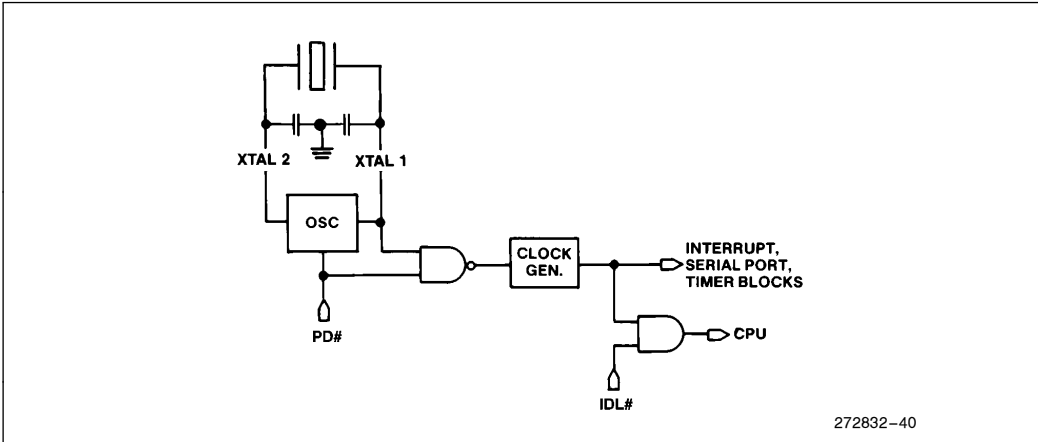 XTAL 2
XTAL 1
OSC
CLOCK
GEN.
INTERRUPT,
SERIAL PORT,
TIMER BLOCKS
PD#
CPU
IDL#
272832–40